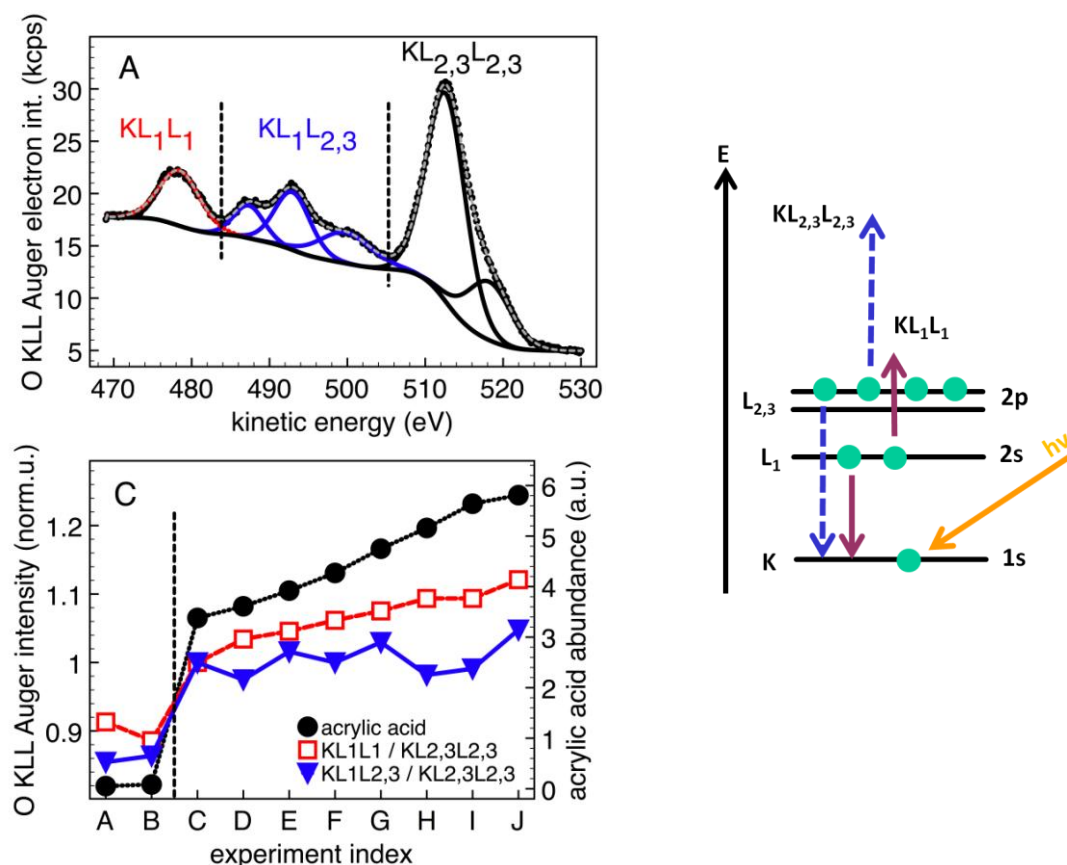 A
O KLL Auger electron int. (kcps)
30
25
20
15
10
5
KL1L1
KL1L2,3
KL2,3L2,3
470 480 490 500 510 520 530
kinetic energy (eV)
C
O KLL Auger intensity (norm.u.)
1.2
1.1
1
0.9
acrylic acid abundance (a.u.)
6
5
4
3
2
1
0
acrylic acid
KL1L1 / KL2,3L2,3
KL1L2,3 / KL2,3L2,3
A B C D E F G H I J
experiment index
E
KL2,3L2,3
KL1L1
L2,3
2p
L1
2s
hv
K
1s